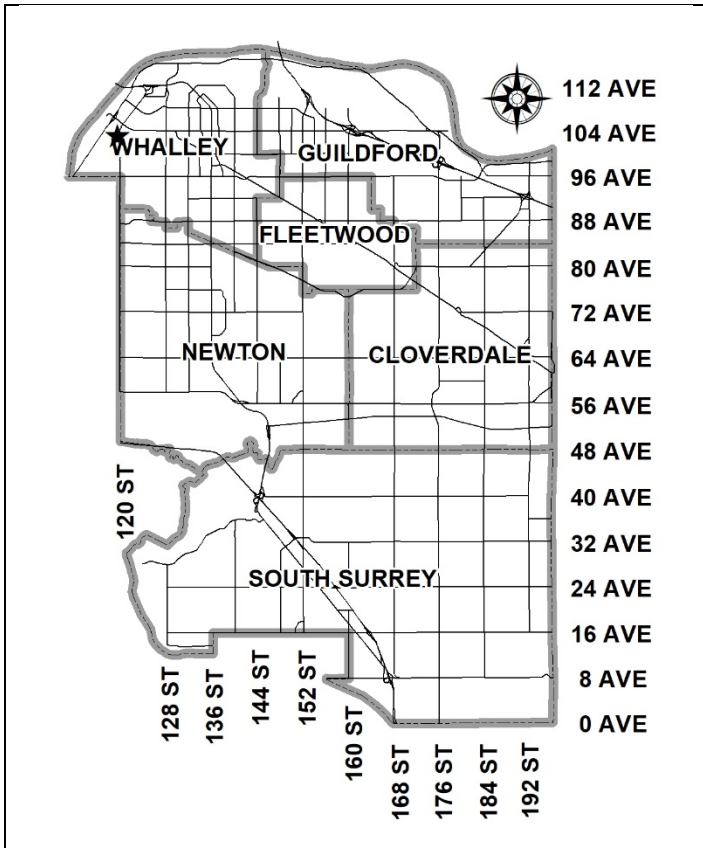 112 AVE
104 AVE
WHALLEY
GUILDFORD
96 AVE
88 AVE
FLEETWOOD
80 AVE
72 AVE
NEWTON
CLOVERDALE
64 AVE
56 AVE
48 AVE
120 ST
40 AVE
32 AVE
SOUTH SURREY
24 AVE
16 AVE
8 AVE
128 ST
136 ST
144 ST
152 ST
160 ST
0 AVE
168 ST
176 ST
184 ST
192 ST